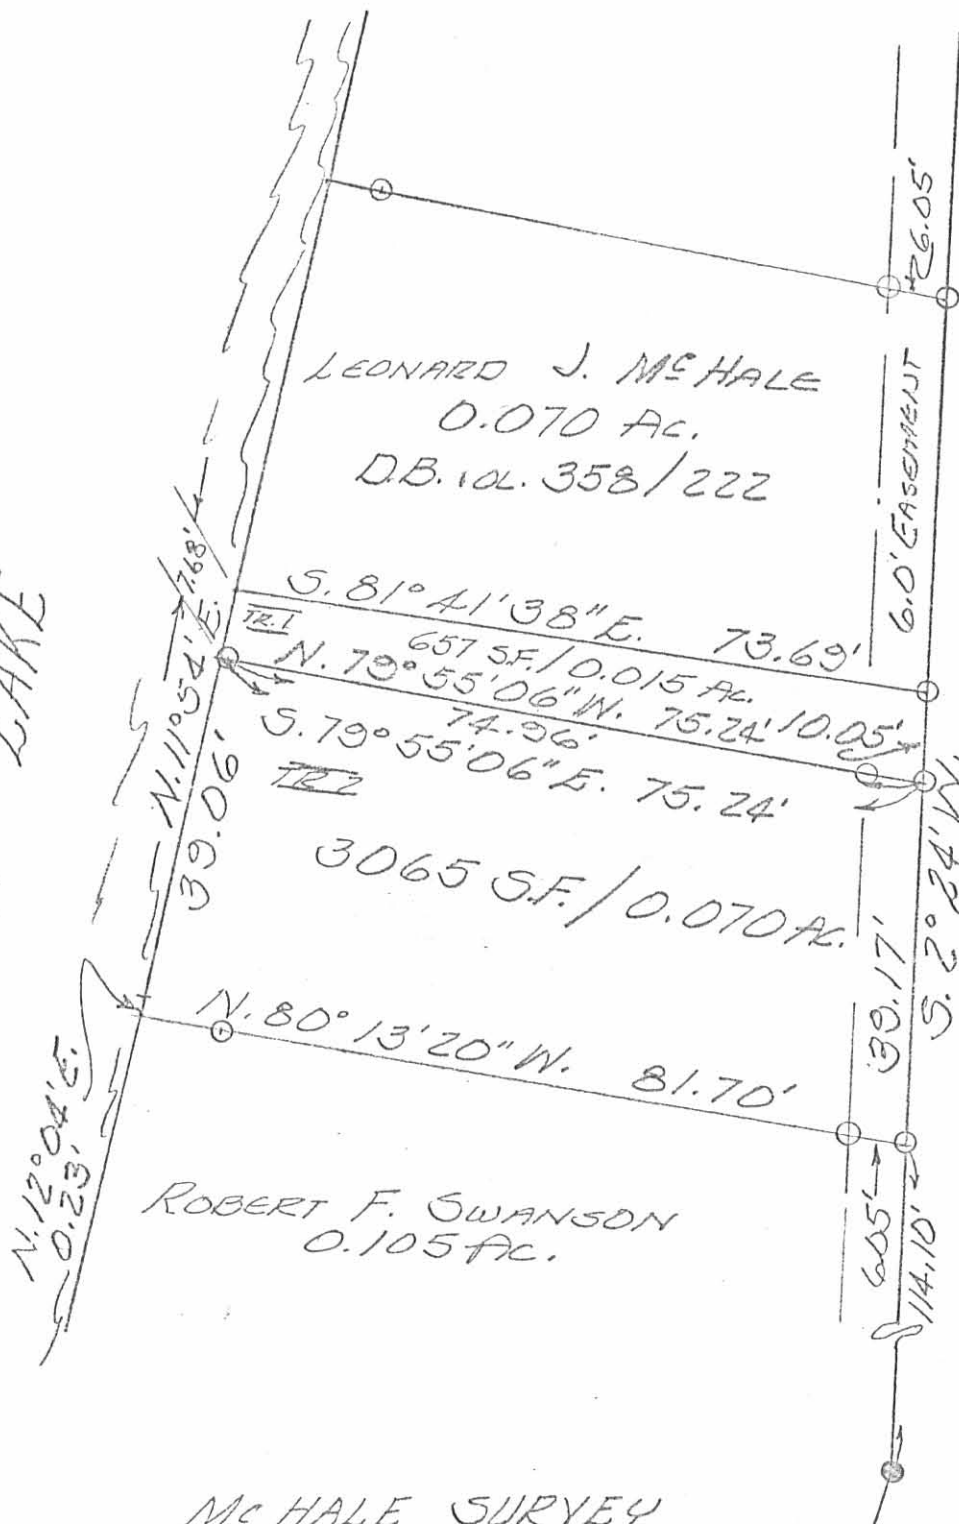 26.05'
LEONARD J. McHALE
0.070 Ac.
D.B. VOL. 358/222
6.0' EASEMENT
LAKE
7.68'
N. 11° 54' E.
39.06'
S. 81° 41' 38" E. 73.69'
TR. 1
657 S.F./0.015 Ac.
N. 79° 55' 06" W. 75.24' 10.05'
74.96'
S. 79° 55' 06" E. 75.24'
TR 2
3065 S.F./0.070 Ac.
S. 2° 24' W.
39.17'
N. 80° 13' 20" W. 81.70'
N. 12° 04' E.
0.23'
ROBERT F. SWANSON
0.105 Ac.
6.05'
114.10'
McHALE SURVEY